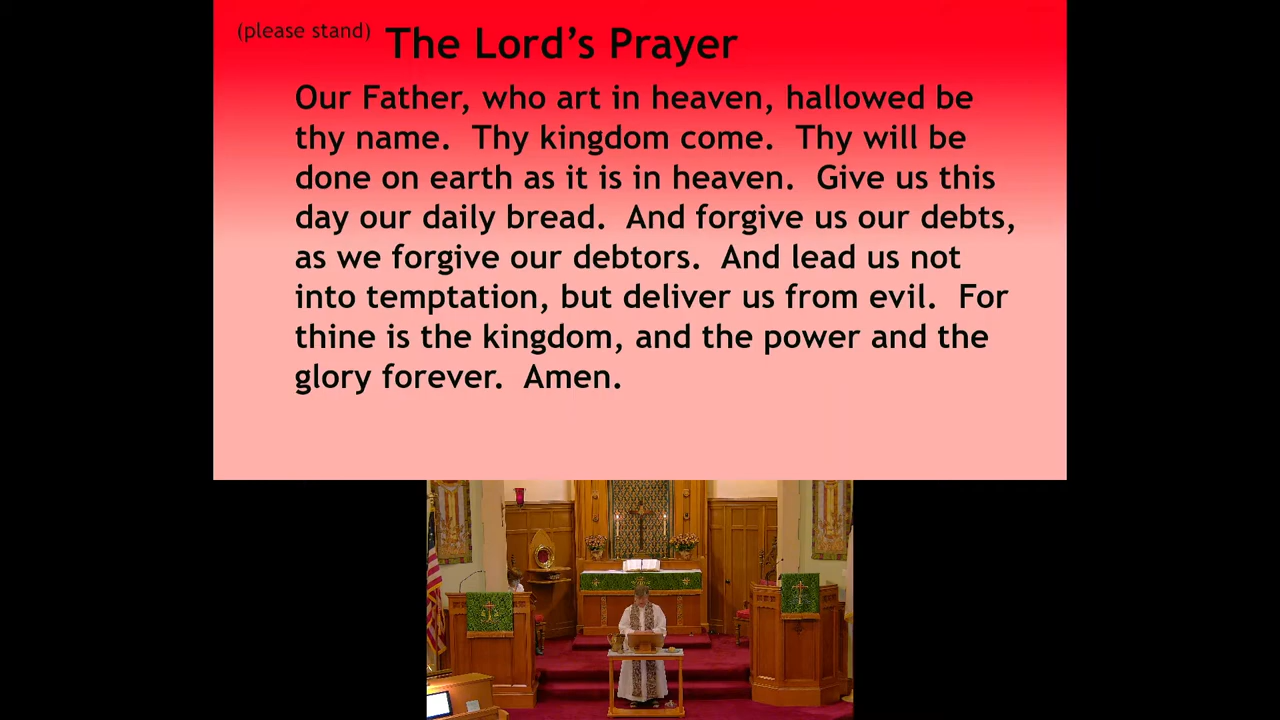 (please stand) The Lord’s Prayer
Our Father, who art in heaven, hallowed be
thy name.  Thy kingdom come.  Thy will be
done on earth as it is in heaven.  Give us this
day our daily bread.  And forgive us our debts,
as we forgive our debtors.  And lead us not
into temptation, but deliver us from evil.  For
thine is the kingdom, and the power and the
glory forever.  Amen.